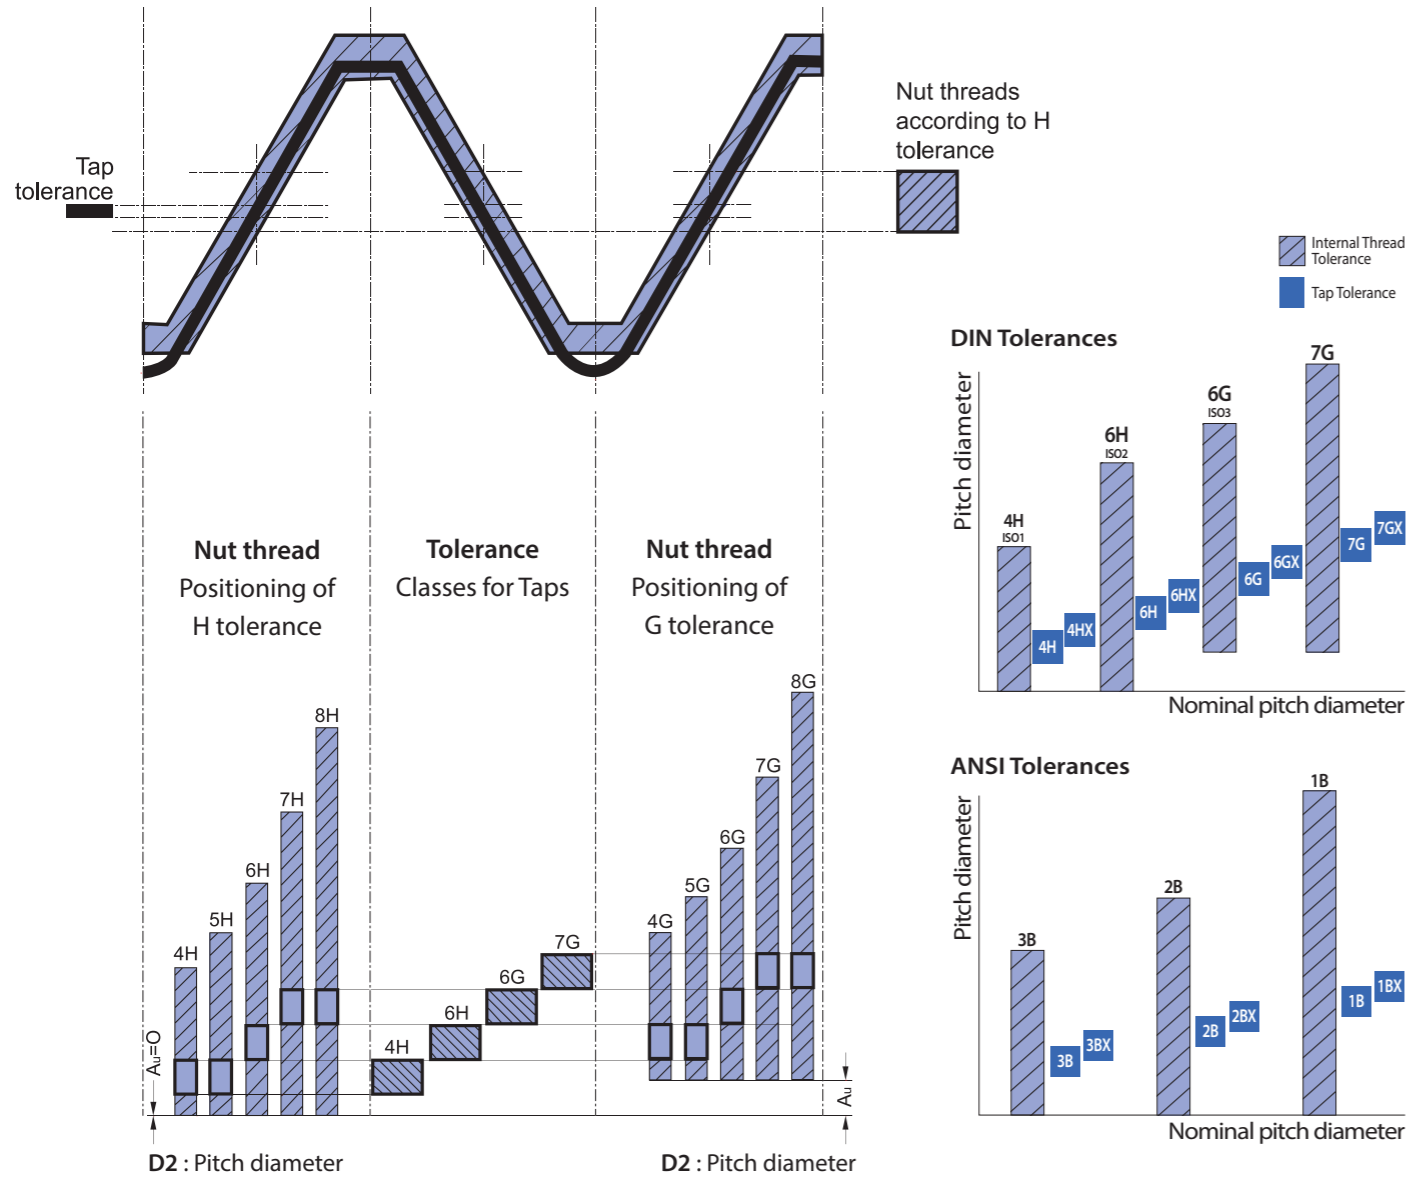 Tap
tolerance
Nut threads
according to H
tolerance
Internal Thread
Tolerance
Tap Tolerance
Nut thread
Positioning of
H tolerance
Tolerance
Classes for Taps
Nut thread
Positioning of
G tolerance
4H
5H
6H
7H
8H
4H
6H
6G
7G
4G
5G
6G
7G
8G
Au=O
Au
D2 : Pitch diameter
D2 : Pitch diameter
DIN Tolerances
Pitch diameter
4H
ISO1
6H
ISO2
6G
ISO3
7G
4H
4HX
6H
6HX
6G
6GX
7G
7GX
Nominal pitch diameter
ANSI Tolerances
Pitch diameter
3B
2B
1B
3B
3BX
2B
2BX
1B
1BX
Nominal pitch diameter